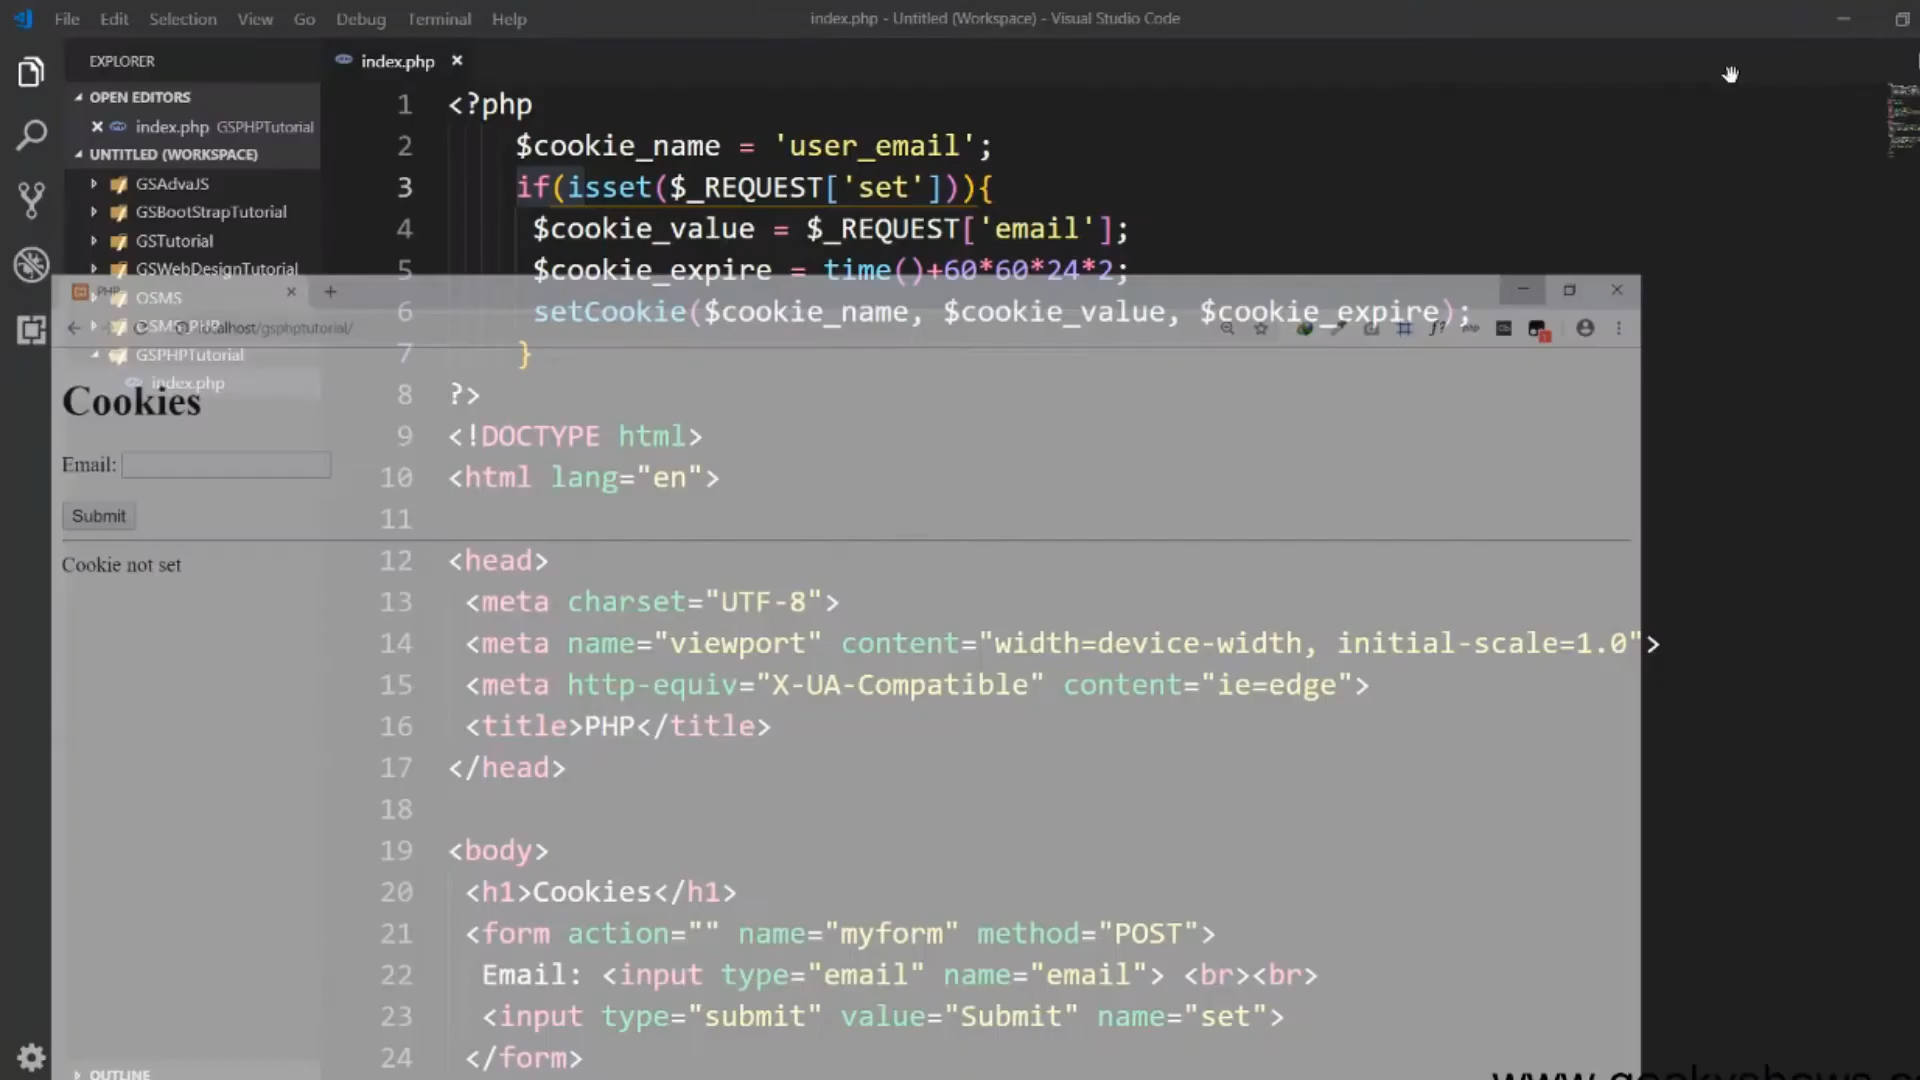 File Edit Selection View Go Debug Terminal Help
index.php - Untitled (Workspace) - Visual Studio Code
EXPLORER
OPEN EDITORS
index.php GSPHPTutorial
UNTITLED (WORKSPACE)
GSAdvaJS
GSBootStrapTutorial
GSTutorial
GSWebDesignTutorial
OSMS
GSMS PHP
GSPHPTutorial
index.php
OUTLINE
index.php
1 <?php
2 $cookie_name = 'user_email';
3 if(isset($_REQUEST['set'])){
4 $cookie_value = $_REQUEST['email'];
5 $cookie_expire = time()+60*60*24*2;
6 setCookie($cookie_name, $cookie_value, $cookie_expire);
7 }
8 ?>
9 <!DOCTYPE html>
10 <html lang="en">
11
12 <head>
13 <meta charset="UTF-8">
14 <meta name="viewport" content="width=device-width, initial-scale=1.0">
15 <meta http-equiv="X-UA-Compatible" content="ie=edge">
16 <title>PHP</title>
17 </head>
18
19 <body>
20 <h1>Cookies</h1>
21 <form action="" name="myform" method="POST">
22 Email: <input type="email" name="email"> <br><br>
23 <input type="submit" value="Submit" name="set">
24 </form>
PHP
localhost/gsphptutorial/
Cookies
Email:
Submit
Cookie not set